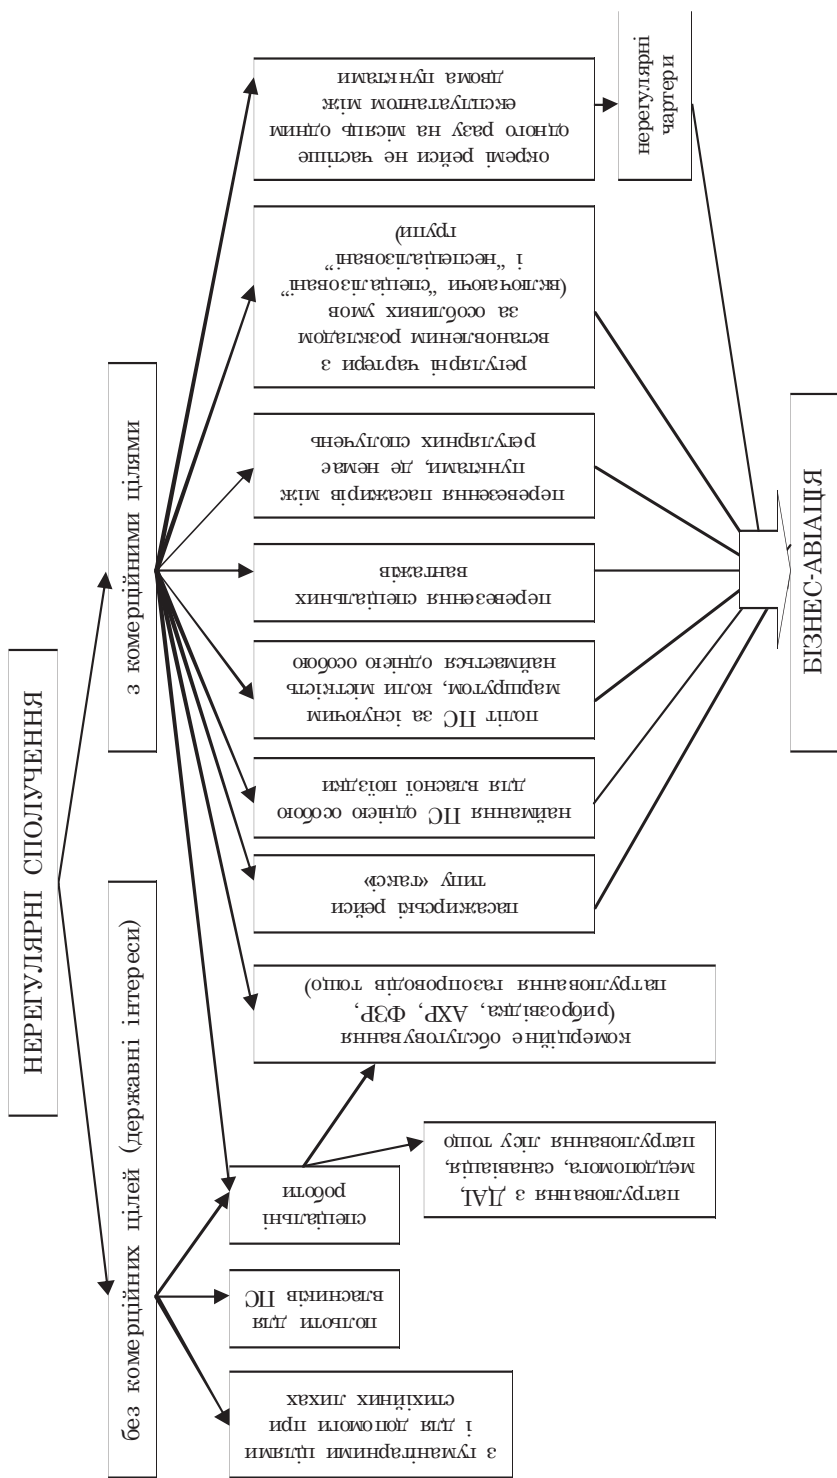 НЕРЕГУЛЯРНІ СПОЛУЧЕННЯ
без комерційних цілей (державні інтереси)
з комерційними цілями
з гуманітарними цілями
і для допомоги при
стихійних лихах
польоти для
власників ПС
спеціальні
роботи
патрулювання з ДАІ,
меддопомога, санавіація,
патрулювання лісу тощо
комерційне обслуговування
(риброзвідка, АХР, ФЗР,
патрулювання газопроводів тощо)
пасажирські рейси
типу «таксі»
наймання ПС однією особою
для власної поїздки
політ ПС за існуючим
маршрутом, коли місткість
наймається однією особою
перевезення спеціальних
вантажів
перевезення пасажирів між
пунктами, де немає
регулярних сполучень
регулярні чартери з
встановленим розкладом
за особливих умов
(включаючи “спеціалізовані“
і “неспеціалізовані“
групи)
окремі рейси не частіше
одного разу на місяць одним
експлуатантом між
двома пунктами
нерегулярні
чартери
БІЗНЕС-АВІАЦІЯ